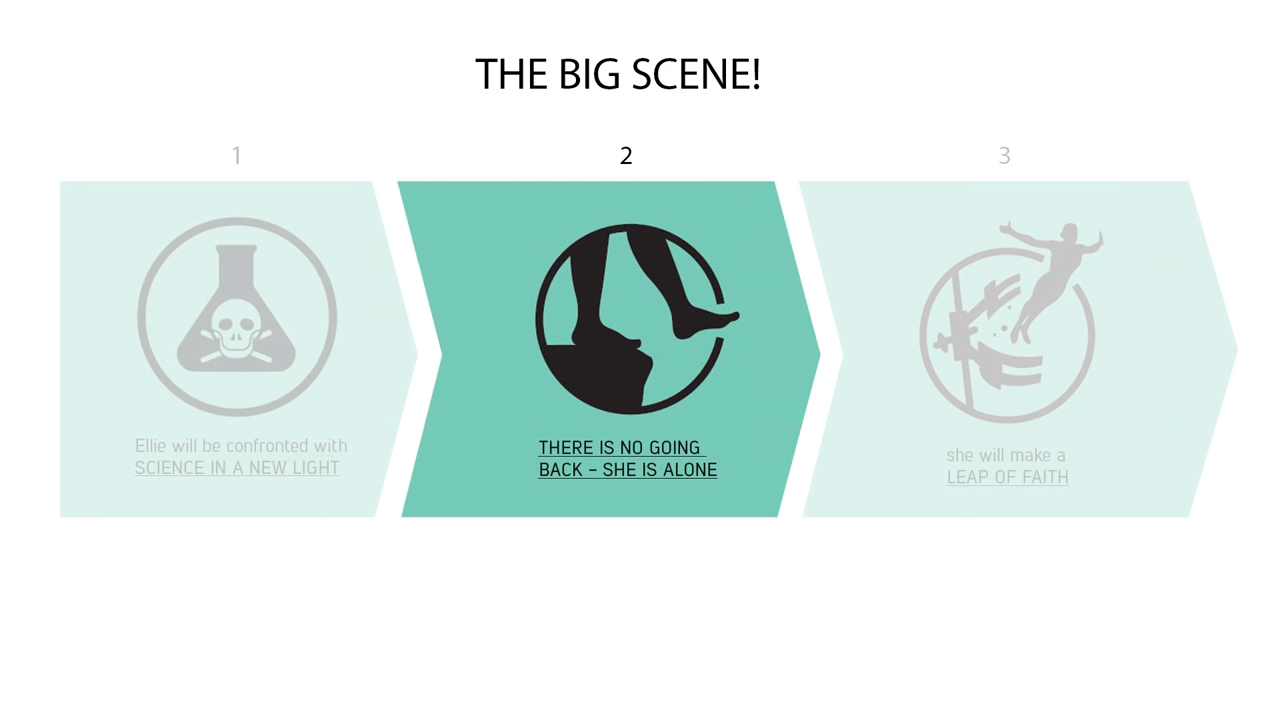 THE BIG SCENE!
1
2
3
Ellie will be confronted with
SCIENCE IN A NEW LIGHT
THERE IS NO GOING
BACK - SHE IS ALONE
she will make a
LEAP OF FAITH